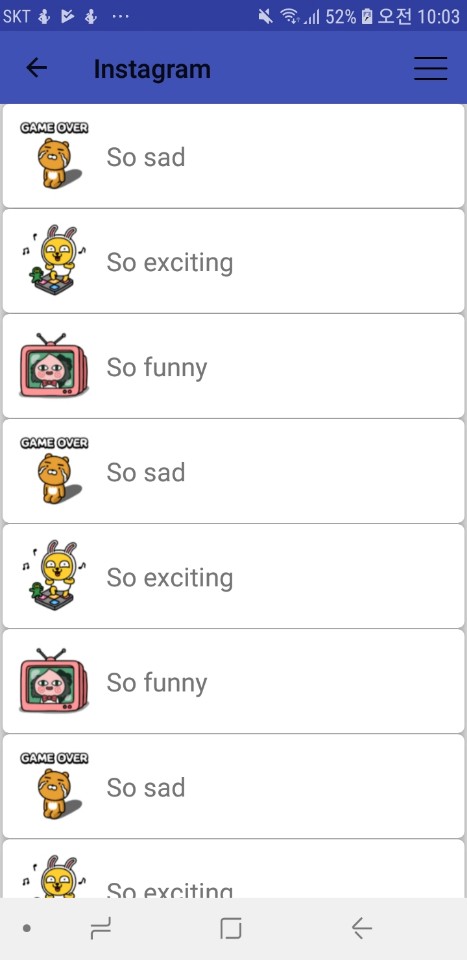 SKT ... 52% 오전 10:03
Instagram
GAME OVER
So sad
So exciting
So funny
GAME OVER
So sad
So exciting
So funny
GAME OVER
So sad
So exciting